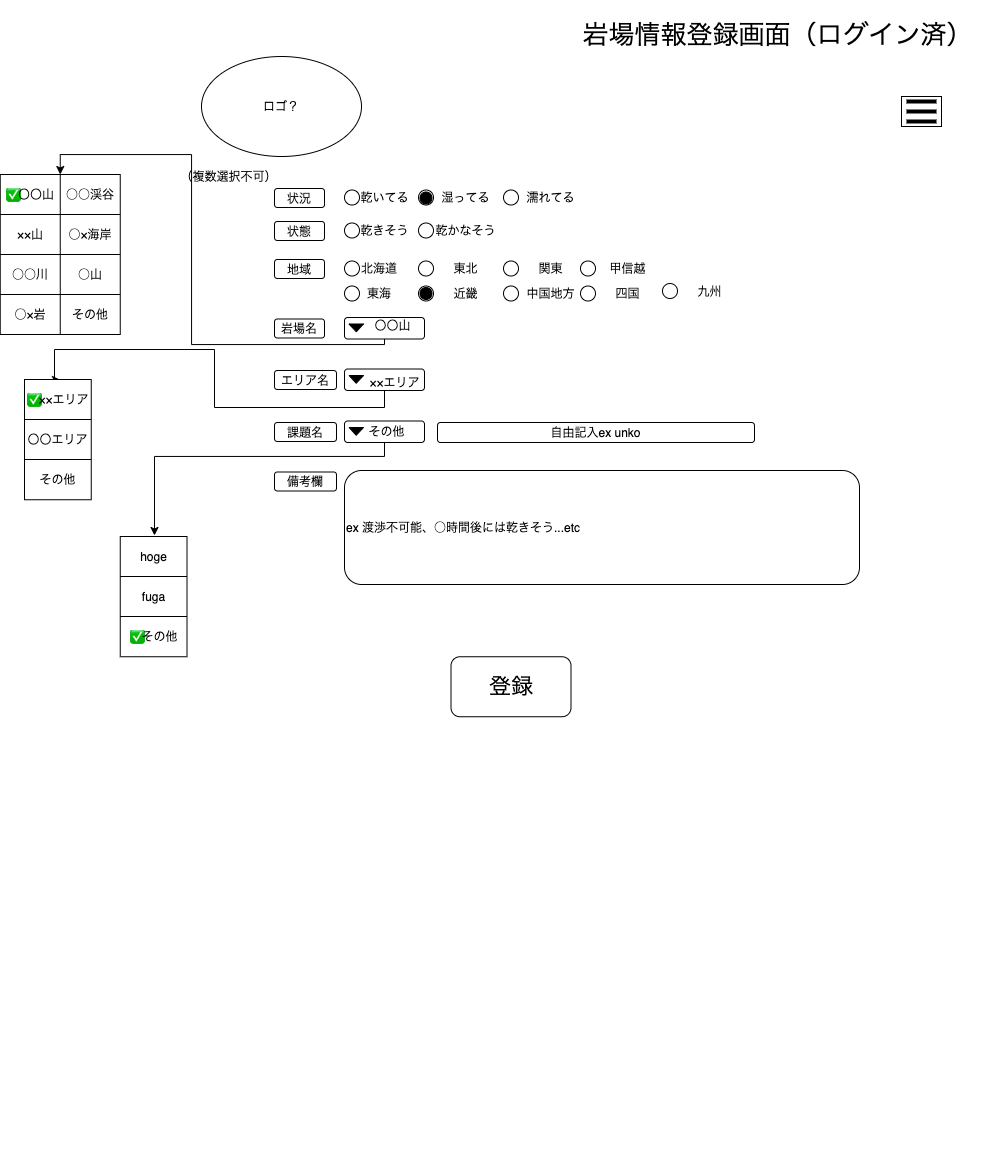 岩場情報登録画面（ログイン済）
ロゴ？
（複数選択不可）
〇〇山 〇〇渓谷
××山 〇×海岸
〇〇川 〇山
〇×岩 その他
状況 乾いてる 湿ってる 濡れてる
状態 乾きそう 乾かなそう
地域 北海道 東北 関東 甲信越
東海 近畿 中国地方 四国 九州
岩場名 〇〇山
エリア名 ××エリア
××エリア
〇〇エリア
その他
課題名 その他 自由記入ex unko
備考欄
ex 渡渉不可能、〇時間後には乾きそう...etc
hoge
fuga
その他
登録